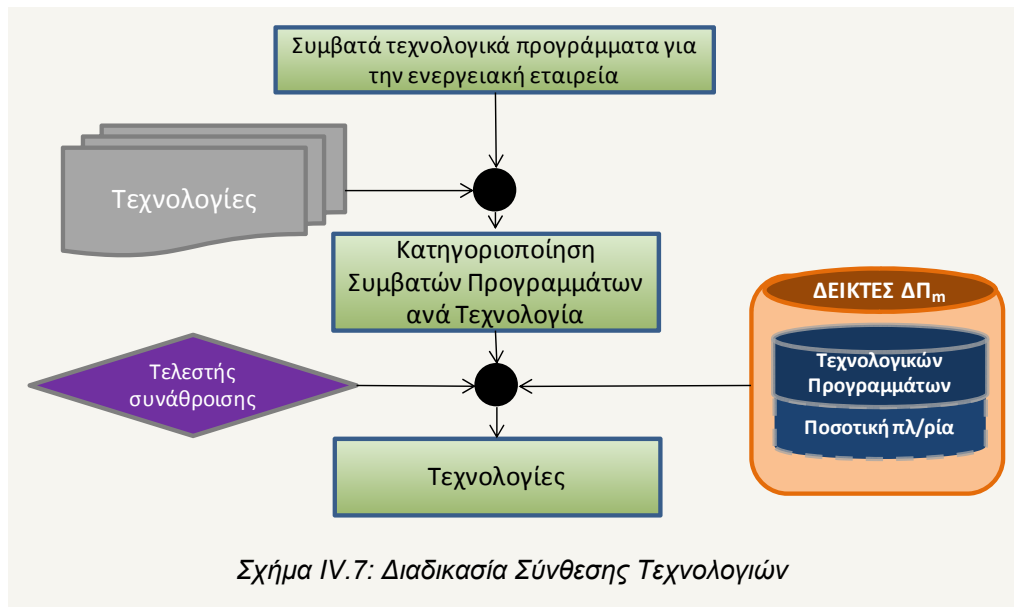 Συμβατά τεχνολογικά προγράμματα για
την ενεργειακή εταιρεία
Τεχνολογίες
Κατηγοριοποίηση
Συμβατών Προγραμμάτων
ανά Τεχνολογία
ΔΕΙΚΤΕΣ ΔΠm
Τεχνολογικών
Προγραμμάτων
Ποσοτική πλ/ρία
Τελεστής
συνάθροισης
Τεχνολογίες
Σχήμα IV.7: Διαδικασία Σύνθεσης Τεχνολογιών